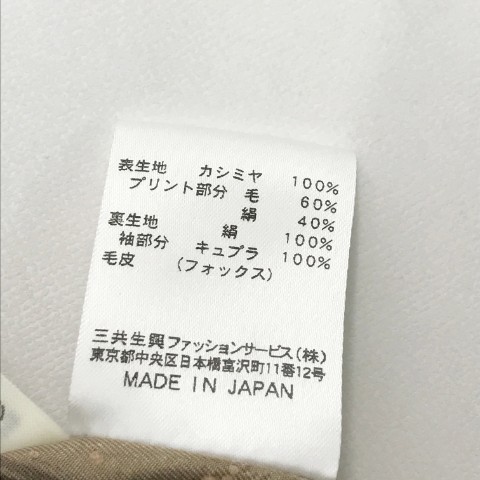 表生地 カシミヤ 100%
プリント部分 毛 60%
絹 40%
裏生地 絹 100%
袖部分 キュプラ 100%
毛皮 (フォックス)
三共生興ファッションサービス(株)
東京都中央区日本橋富沢町11番12号
MADE IN JAPAN